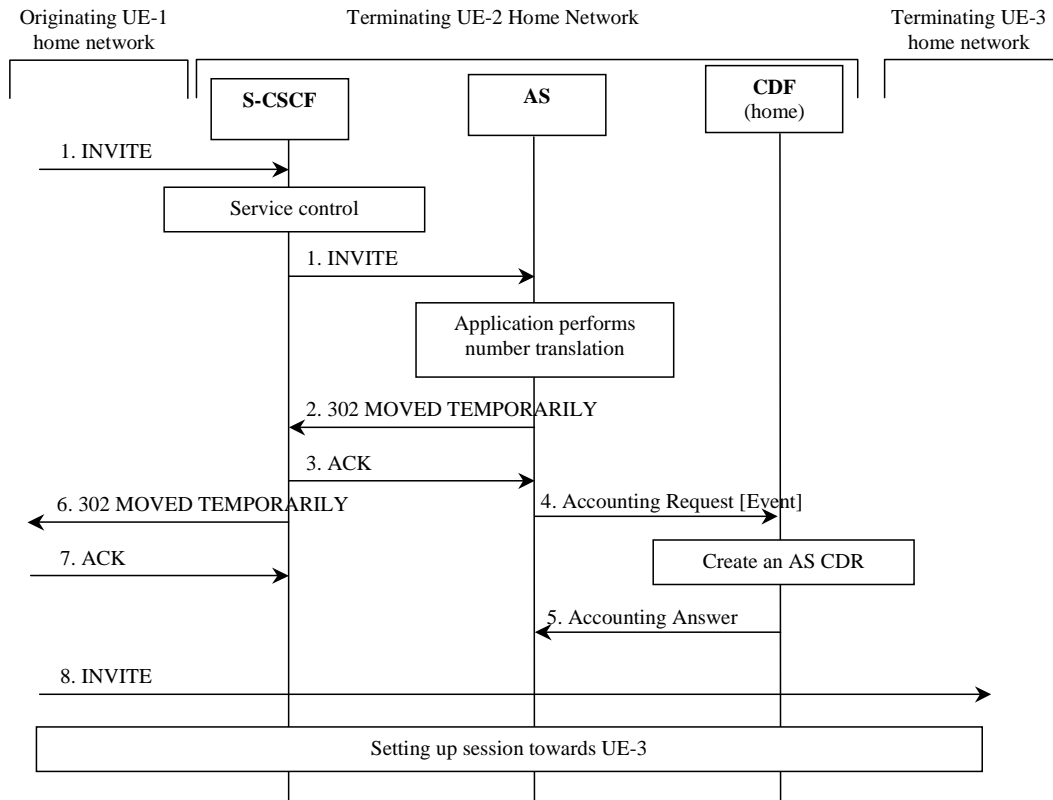 Originating UE-1
home network
Terminating UE-2 Home Network
Terminating UE-3
home network
S-CSCF
AS
CDF
(home)
1. INVITE
Service control
1. INVITE
Application performs
number translation
2. 302 MOVED TEMPORARILY
3. ACK
6. 302 MOVED TEMPORARILY
4. Accounting Request [Event]
7. ACK
Create an AS CDR
5. Accounting Answer
8. INVITE
Setting up session towards UE-3